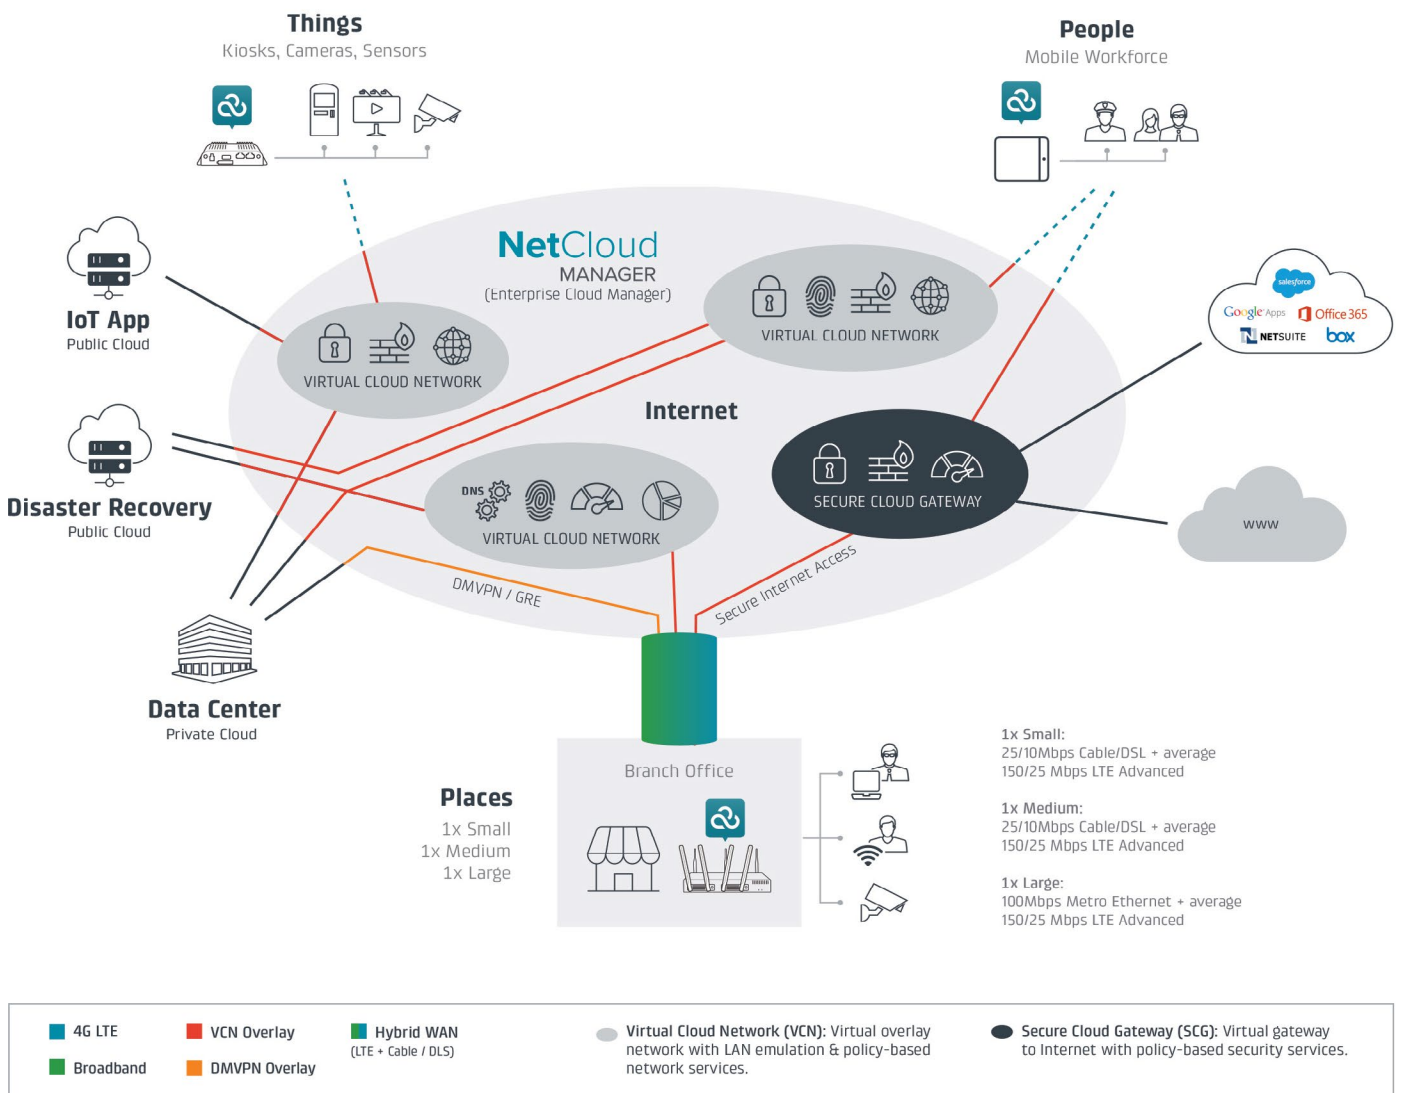 Things
Kiosks, Cameras, Sensors
People
Mobile Workforce
NetCloud
MANAGER
(Enterprise Cloud Manager)
IoT App
Public Cloud
VIRTUAL CLOUD NETWORK
VIRTUAL CLOUD NETWORK
salesforce
Google Apps
Office 365
NETSUITE
box
Internet
Disaster Recovery
Public Cloud
DNS
VIRTUAL CLOUD NETWORK
SECURE CLOUD GATEWAY
www
DMVPN / GRE
Secure Internet Access
Data Center
Private Cloud
Branch Office
Places
1x Small
1x Medium
1x Large
1x Small:
25/10Mbps Cable/DSL + average
150/25 Mbps LTE Advanced
1x Medium:
25/10Mbps Cable/DSL + average
150/25 Mbps LTE Advanced
1x Large:
100Mbps Metro Ethernet + average
150/25 Mbps LTE Advanced
4G LTE
Broadband
VCN Overlay
DMVPN Overlay
Hybrid WAN
(LTE + Cable / DLS)
Virtual Cloud Network (VCN): Virtual overlay
network with LAN emulation & policy-based
network services.
Secure Cloud Gateway (SCG): Virtual gateway
to Internet with policy-based security services.